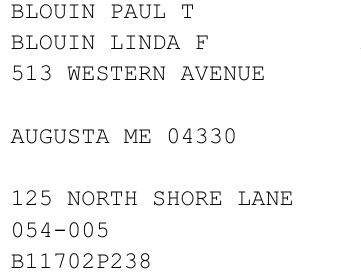 BLOUIN PAUL T
BLOUIN LINDA F
513 WESTERN AVENUE
AUGUSTA ME 04330
125 NORTH SHORE LANE
054-005
B11702P238